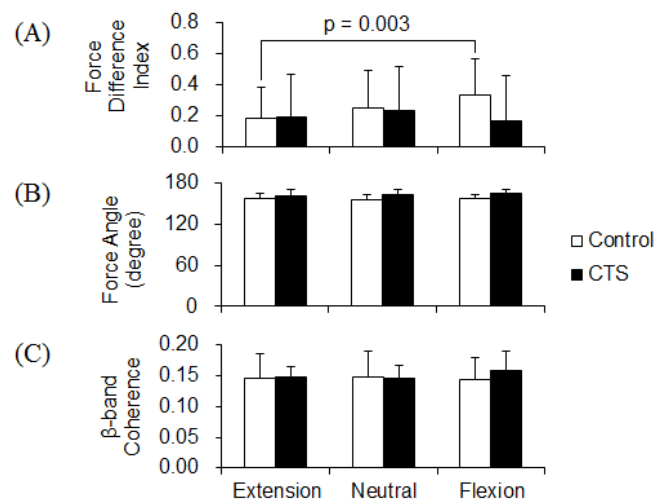 (A)
Force
Difference
Index
0.8
0.6
0.4
0.2
0.0
p = 0.003
(B)
Force Angle
(degree)
180
120
60
0
Control
CTS
(C)
β-band
Coherence
0.20
0.15
0.10
0.05
0.00
Extension Neutral Flexion